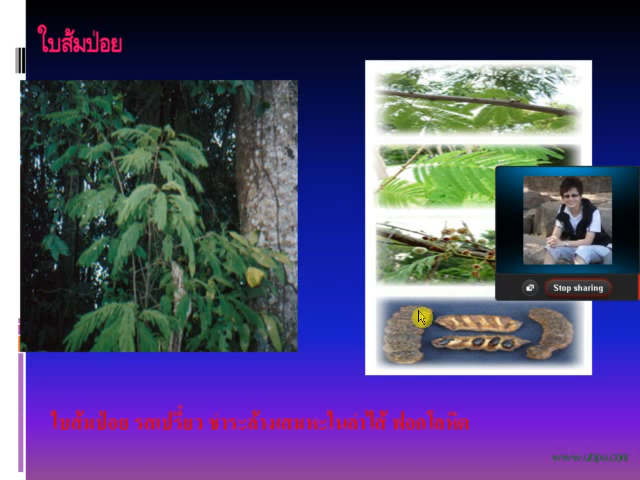 ใบส้มป่อย
Stop sharing
ใบส้มป่อย รสเปรี้ยว ชำระล้างเสมหะในลำไส้ ฟอกโลหิต